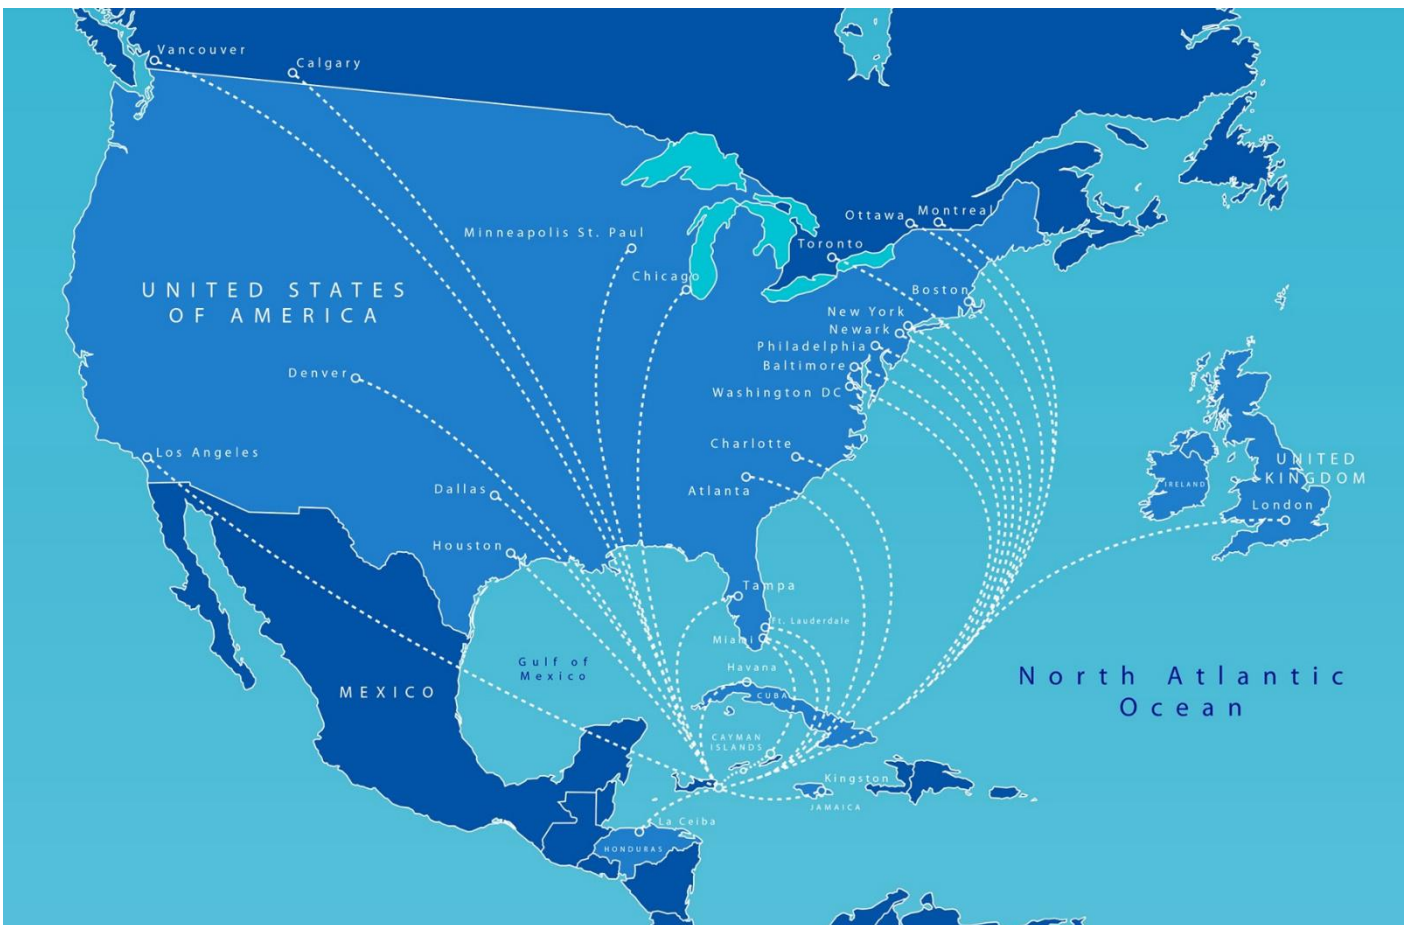 Vancouver
Calgary
Ottawa
Montreal
Minneapolis St. Paul
Toronto
Chicago
UNITED STATES
OF AMERICA
Boston
New York
Newark
Philadelphia
Baltimore
Denver
Washington DC
Charlotte
Los Angeles
UNITED
KINGDOM
IRELAND
Dallas
Atlanta
London
Houston
Tampa
Ft. Lauderdale
Miami
Gulf of
Mexico
Havana
North Atlantic
Ocean
MEXICO
CUBA
CAYMAN
ISLANDS
Kingston
JAMAICA
La Ceiba
HONDURAS